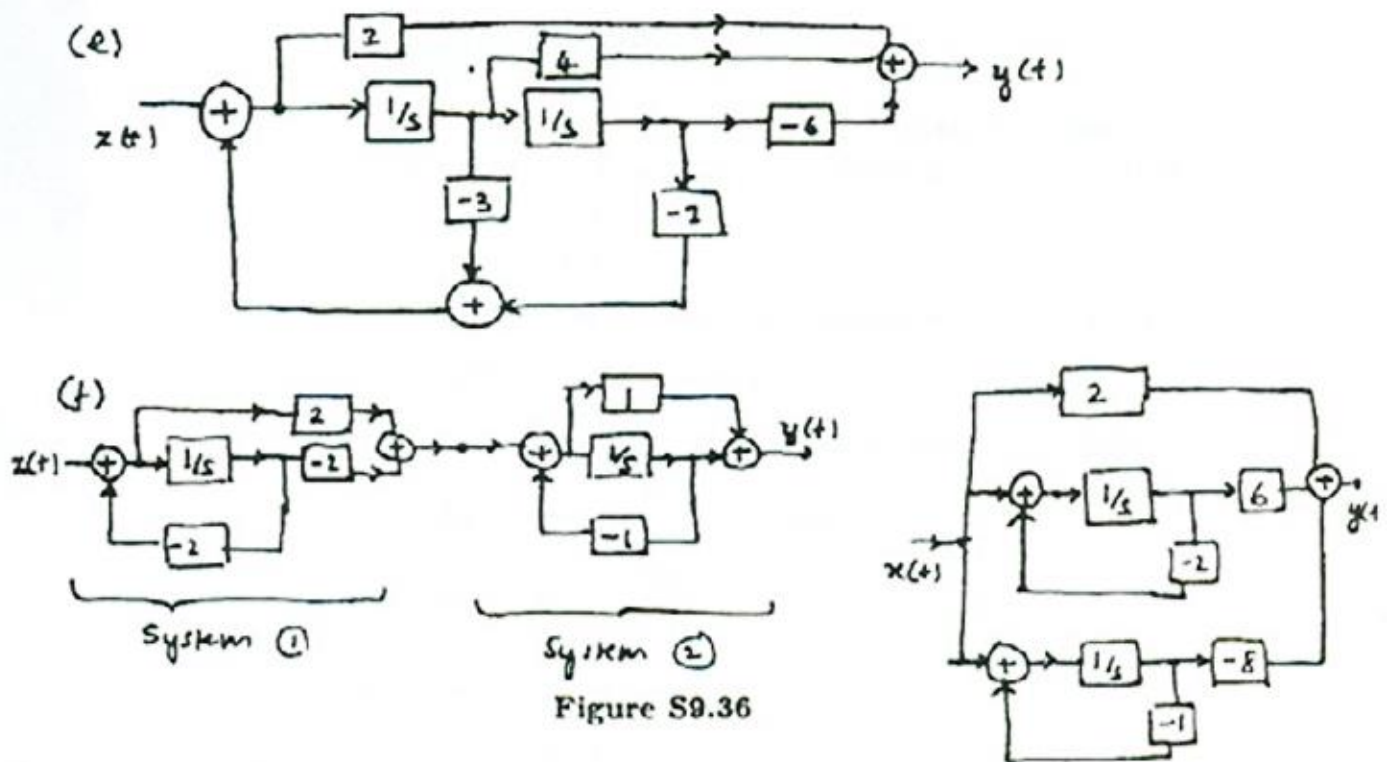 (e)
2
4
x(t)
+
1/s
1/s
-6
+
y(t)
-3
-2
+
(f)
2
1
x(t)
+
1/s
-2
+
+
1/s
+
y(t)
-2
-1
System ①
System ②
Figure S9.36
2
+
1/s
6
+
y(t
x(t)
-2
+
1/s
-8
-1